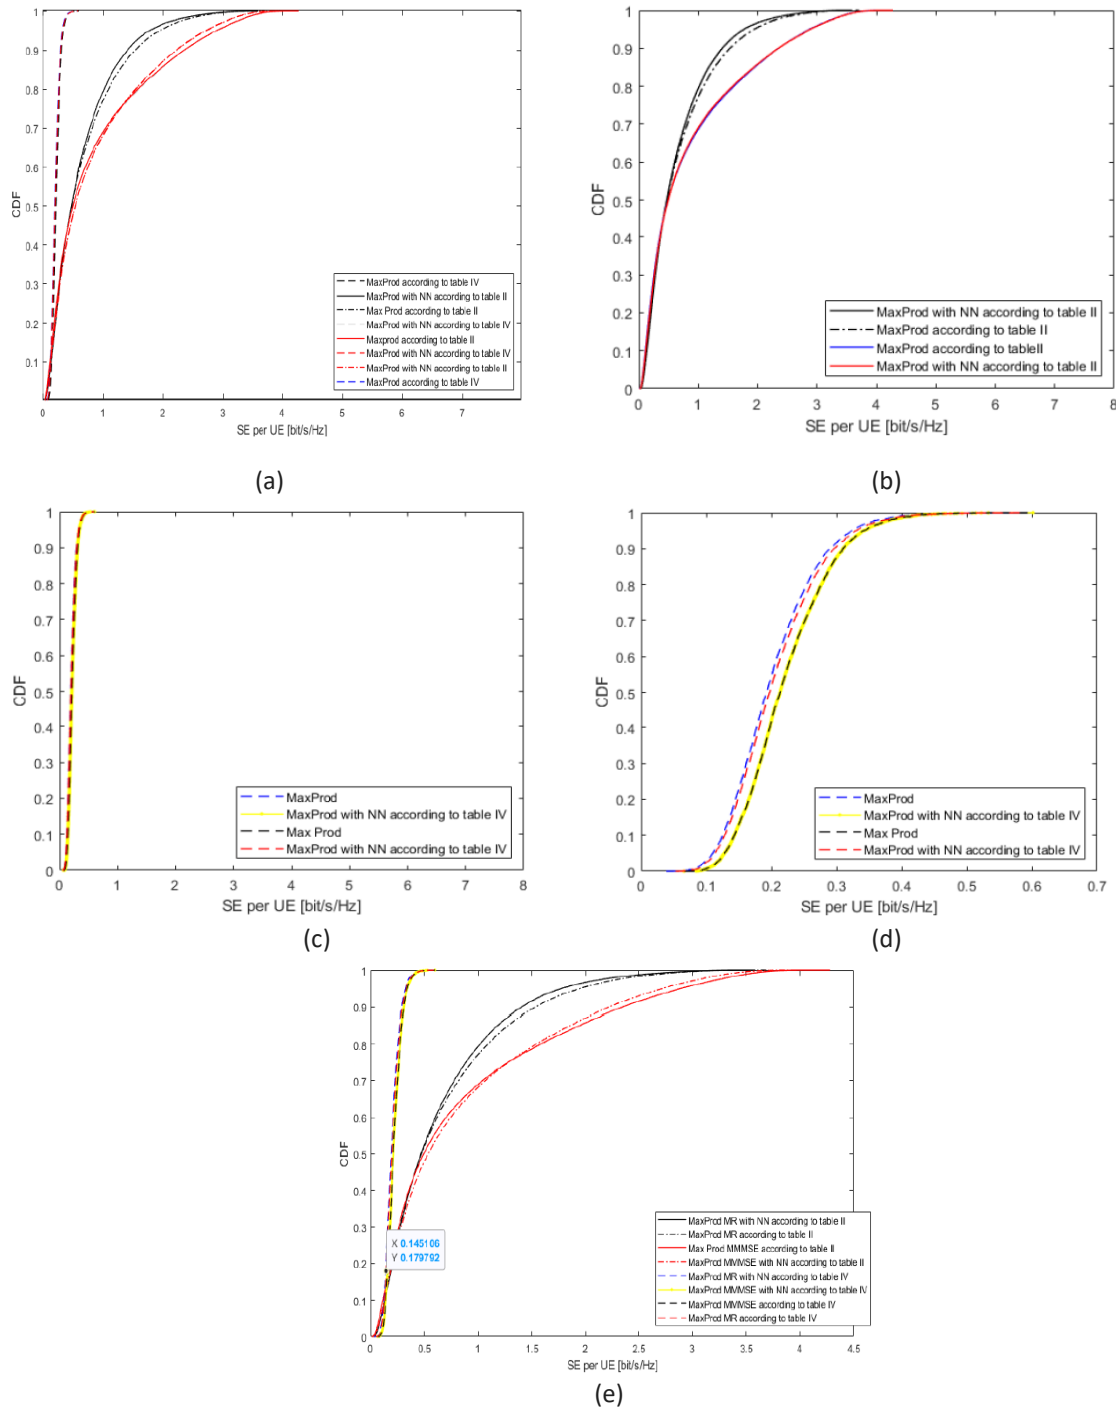 1
0.9
0.8
0.7
0.6
0.5
0.4
0.3
0.2
0.1
CDF
0 1 2 3 4 5 6 7
SE per UE [bit/s/Hz]
MaxProd according to table IV
MaxProd with NN according to table II
Max Prod according to table II
MaxProd with NN according to table IV
Maxprod according to table II
MaxProd with NN according to table IV
MaxProd with NN according to table II
MaxProd according to table IV
(a)
1
0.9
0.8
0.7
0.6
0.5
0.4
0.3
0.2
0.1
0
CDF
0 1 2 3 4 5 6 7 8
SE per UE [bit/s/Hz]
MaxProd with NN according to table II
MaxProd according to table II
MaxProd according to tableII
MaxProd with NN according to table II
(b)
1
0.9
0.8
0.7
0.6
0.5
0.4
0.3
0.2
0.1
0
CDF
0 1 2 3 4 5 6 7 8
SE per UE [bit/s/Hz]
MaxProd
MaxProd with NN according to table IV
Max Prod
MaxProd with NN according to table IV
(c)
1
0.9
0.8
0.7
0.6
0.5
0.4
0.3
0.2
0.1
0
CDF
0 0.1 0.2 0.3 0.4 0.5 0.6 0.7
SE per UE [bit/s/Hz]
MaxProd
MaxProd with NN according to table IV
Max Prod
MaxProd with NN according to table IV
(d)
1
0.9
0.8
0.7
0.6
0.5
0.4
0.3
0.2
0.1
0
CDF
X 0.145106
Y 0.179792
0 0.5 1 1.5 2 2.5 3 3.5 4 4.5
SE per UE [bit/s/Hz]
MaxProd MR with NN according to table II
MaxProd MR according to table II
Max Prod MMMSE according to table II
MaxProd MMMSE with NN according to table II
MaxProd MR with NN according to table IV
MaxProd MMMSE with NN according to table IV
MaxProd MMMSE according to table IV
MaxProd MR according to table IV
(e)